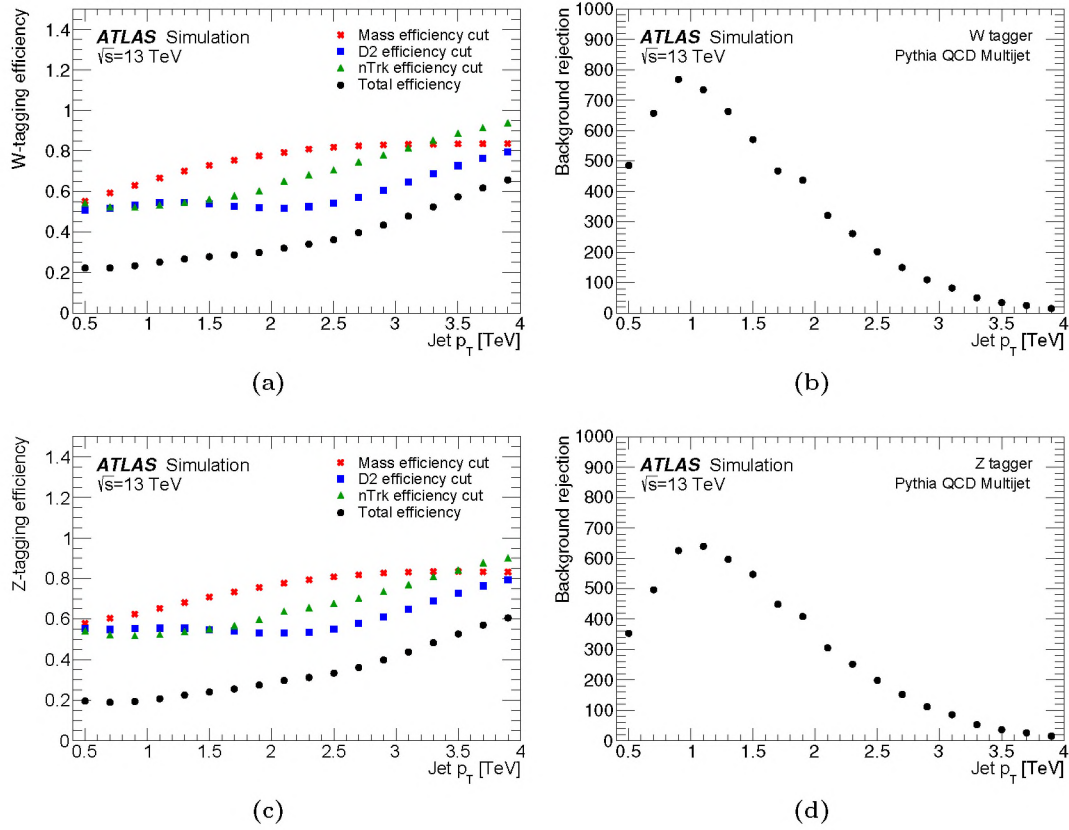 W-tagging efficiency
1.4
1.2
1
0.8
0.6
0.4
0.2
0
ATLAS Simulation
√s=13 TeV
Mass efficiency cut
D2 efficiency cut
nTrk efficiency cut
Total efficiency
0.5 1 1.5 2 2.5 3 3.5 4
Jet pT [TeV]
(a)
Background rejection
1000
900
800
700
600
500
400
300
200
100
0
ATLAS Simulation
√s=13 TeV
W tagger
Pythia QCD Multijet
0.5 1 1.5 2 2.5 3 3.5 4
Jet pT [TeV]
(b)
Z-tagging efficiency
1.4
1.2
1
0.8
0.6
0.4
0.2
0
ATLAS Simulation
√s=13 TeV
Mass efficiency cut
D2 efficiency cut
nTrk efficiency cut
Total efficiency
0.5 1 1.5 2 2.5 3 3.5 4
Jet pT [TeV]
(c)
Background rejection
1000
900
800
700
600
500
400
300
200
100
0
ATLAS Simulation
√s=13 TeV
Z tagger
Pythia QCD Multijet
0.5 1 1.5 2 2.5 3 3.5 4
Jet pT [TeV]
(d)